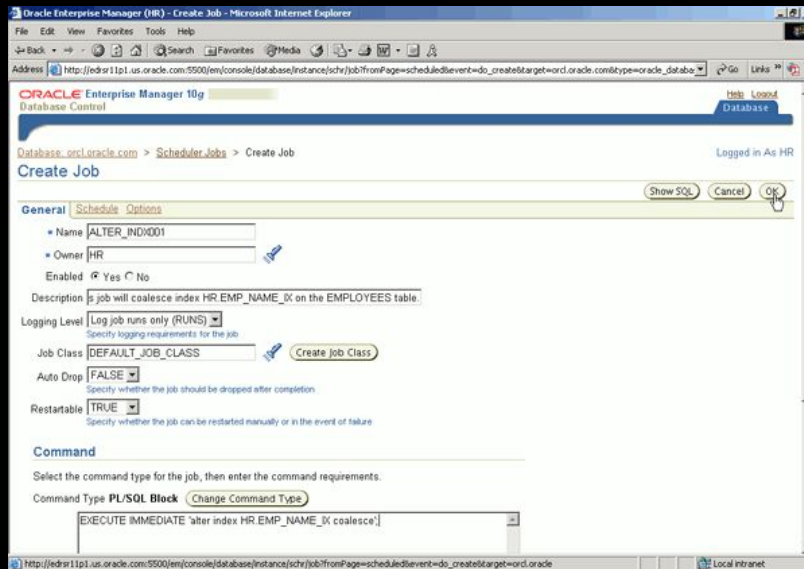 Oracle Enterprise Manager (HR) - Create Job - Microsoft Internet Explorer
File Edit View Favorites Tools Help
Back Search Favorites Media
Address http://edrsr11p1.us.oracle.com:5500/em/console/database/instance/schr/job?fromPage=scheduled&event=do_create&target=orcl.oracle.com&type=oracle_databa Go Links »
ORACLE Enterprise Manager 10g
Database Control
Help Logout
Database
Database: orcl.oracle.com > Scheduler Jobs > Create Job
Logged in As HR
Create Job
Show SQL Cancel OK
General Schedule Options
* Name ALTER_INDX001
* Owner HR
Enabled Yes No
Description s job will coalesce index HR.EMP_NAME_IX on the EMPLOYEES table.
Logging Level Log job runs only (RUNS)
Specify logging requirements for the job
Job Class DEFAULT_JOB_CLASS Create Job Class
Auto Drop FALSE
Specify whether the job should be dropped after completion
Restartable TRUE
Specify whether the job can be restarted manually or in the event of failure
Command
Select the command type for the job, then enter the command requirements.
Command Type PL/SQL Block Change Command Type
EXECUTE IMMEDIATE 'alter index HR.EMP_NAME_IX coalesce';
http://edrsr11p1.us.oracle.com:5500/em/console/database/instance/schr/job?fromPage=scheduled&event=do_create&target=orcl.oracle
Local intranet